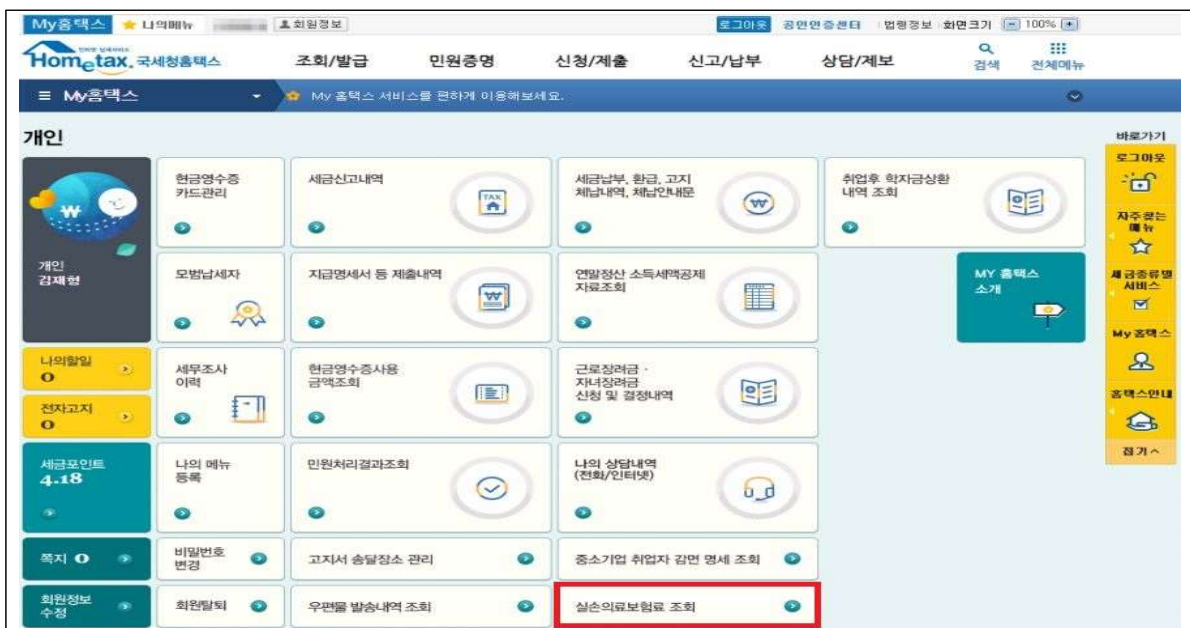 My홈택스 나의메뉴 회원정보 로그아웃 공인인증센터 법령정보 화면크기 100%
Hometax. 국세청홈택스 조회/발급 민원증명 신청/제출 신고/납부 상담/제보 검색 전체메뉴
My홈택스 My 홈택스 서비스를 편하게 이용해보세요.
개인
바로가기
현금영수증
카드관리
세금신고내역
TAX
세금납부, 환급, 고지
체납내역, 체납안내문
취업후 학자금상환
내역 조회
개인
김재형
모범납세자
지급명세서 등 제출내역
연말정산 소득세액공제
자료조회
MY 홈택스
소개
나의할일
0
전자고지
0
세무조사
이력
현금영수증사용
금액조회
근로장려금 ·
자녀장려금
신청 및 결정내역
세금포인트
4.18
나의 메뉴
등록
민원처리결과조회
나의 상담내역
(전화/인터넷)
쪽지 0
비밀번호
변경
고지서 송달장소 관리
중소기업 취업자 감면 명세 조회
회원정보
수정
회원탈퇴
우편물 발송내역 조회
실손의료보험료 조회
로그아웃
자주찾는
메뉴
세금종류별
서비스
My홈택스
홈택스안내
접기